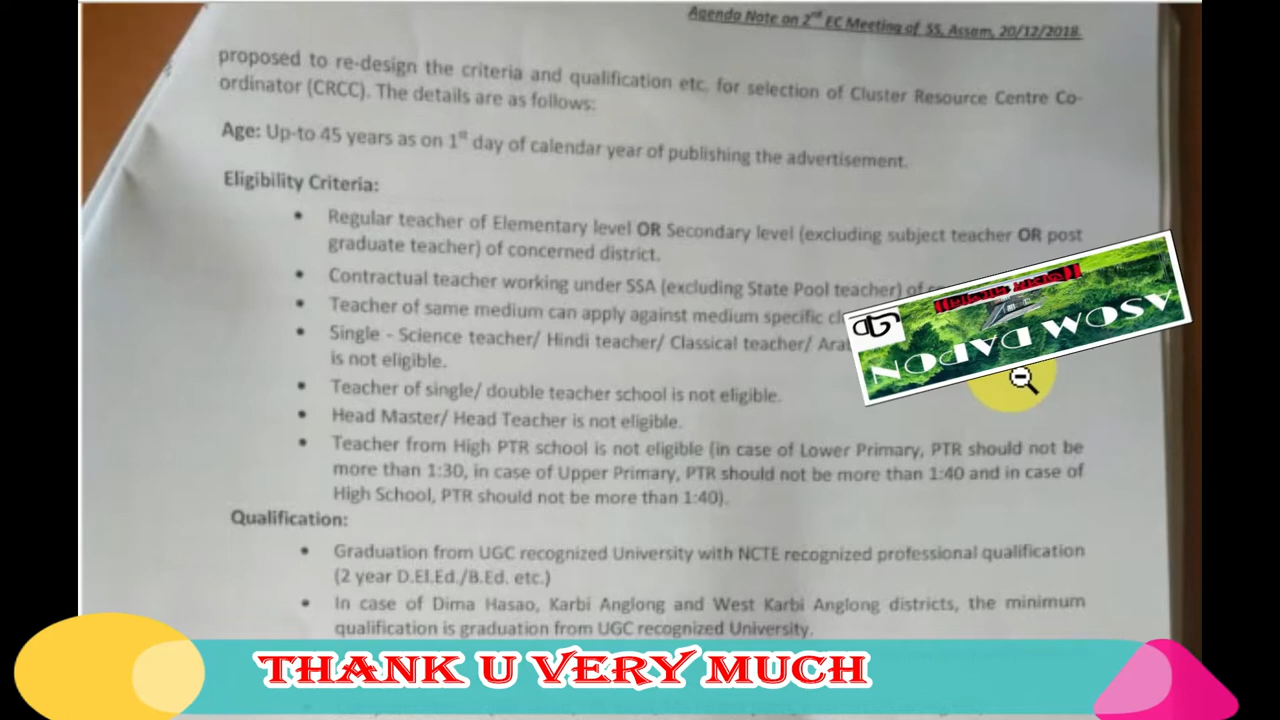 Agenda Note on 2nd EC Meeting of SS, Assam, 20/12/2018.
proposed to re-design the criteria and qualification etc. for selection of Cluster Resource Centre Co-
ordinator (CRCC). The details are as follows:
Age: Up-to 45 years as on 1st day of calendar year of publishing the advertisement.
Eligibility Criteria:
• Regular teacher of Elementary level OR Secondary level (excluding subject teacher OR post
graduate teacher) of concerned district.
• Contractual teacher working under SSA (excluding State Pool teacher) of
• Teacher of same medium can apply against medium specific
• Single - Science teacher/ Hindi teacher/ Classical teacher/
is not eligible.
• Teacher of single/ double teacher school is not eligible.
• Head Master/ Head Teacher is not eligible.
• Teacher from High PTR school is not eligible (in case of Lower Primary, PTR should not be
more than 1:30, in case of Upper Primary, PTR should not be more than 1:40 and in case of
High School, PTR should not be more than 1:40).
Qualification:
• Graduation from UGC recognized University with NCTE recognized professional qualification
(2 year D.El.Ed./B.Ed. etc.)
• In case of Dima Hasao, Karbi Anglong and West Karbi Anglong districts, the minimum
qualification is graduation from UGC recognized University.
ASOM DAPON
THANK U VERY MUCH